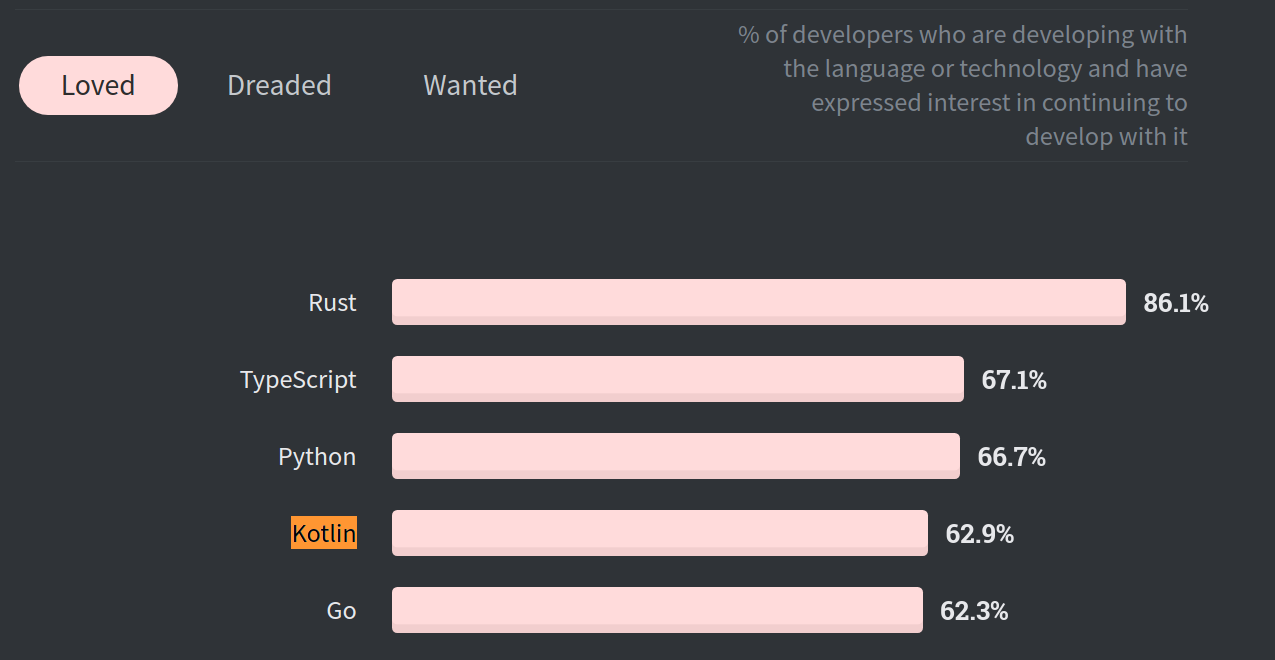 Loved
Dreaded
Wanted
% of developers who are developing with
the language or technology and have
expressed interest in continuing to
develop with it
Rust 86.1%
TypeScript 67.1%
Python 66.7%
Kotlin 62.9%
Go 62.3%